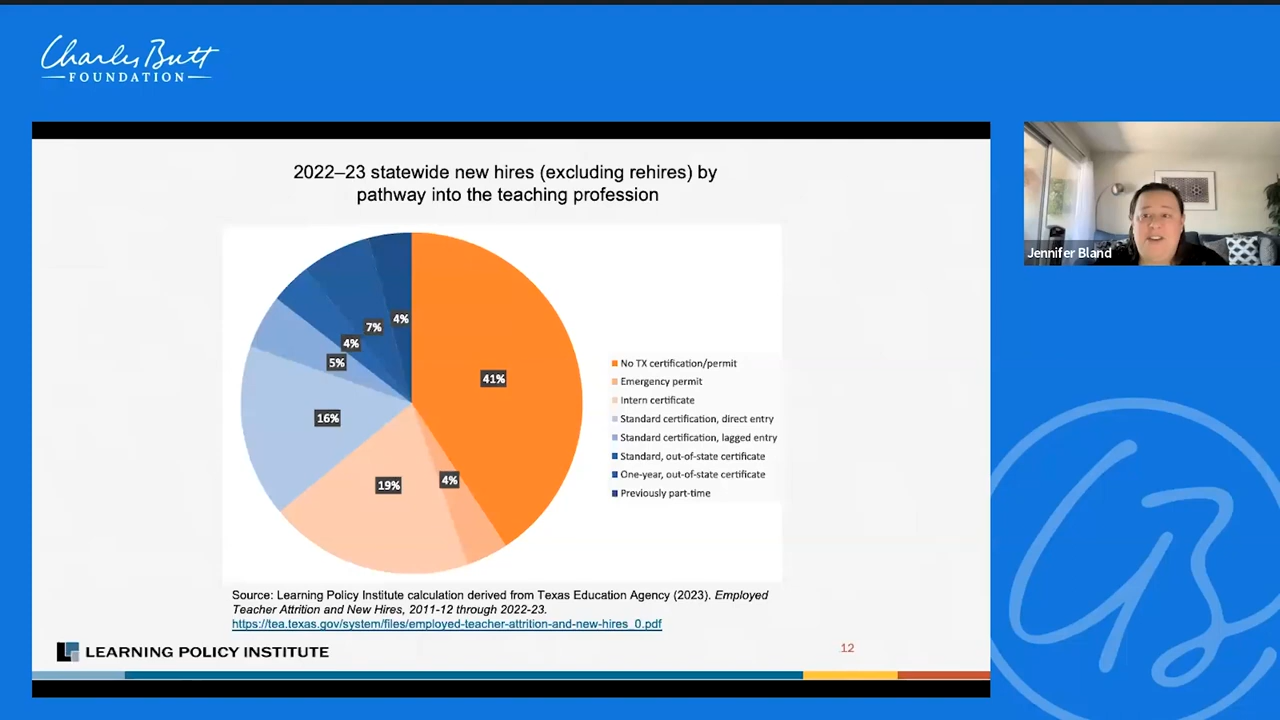 Charles Butt
FOUNDATION
2022–23 statewide new hires (excluding rehires) by
pathway into the teaching profession
4%
7%
4%
5%
41%
16%
19%
4%
No TX certification/permit
Emergency permit
Intern certificate
Standard certification, direct entry
Standard certification, lagged entry
Standard, out-of-state certificate
One-year, out-of-state certificate
Previously part-time
Source: Learning Policy Institute calculation derived from Texas Education Agency (2023). Employed
Teacher Attrition and New Hires, 2011-12 through 2022-23.
https://tea.texas.gov/system/files/employed-teacher-attrition-and-new-hires_0.pdf
LEARNING POLICY INSTITUTE
12
Jennifer Bland
CB